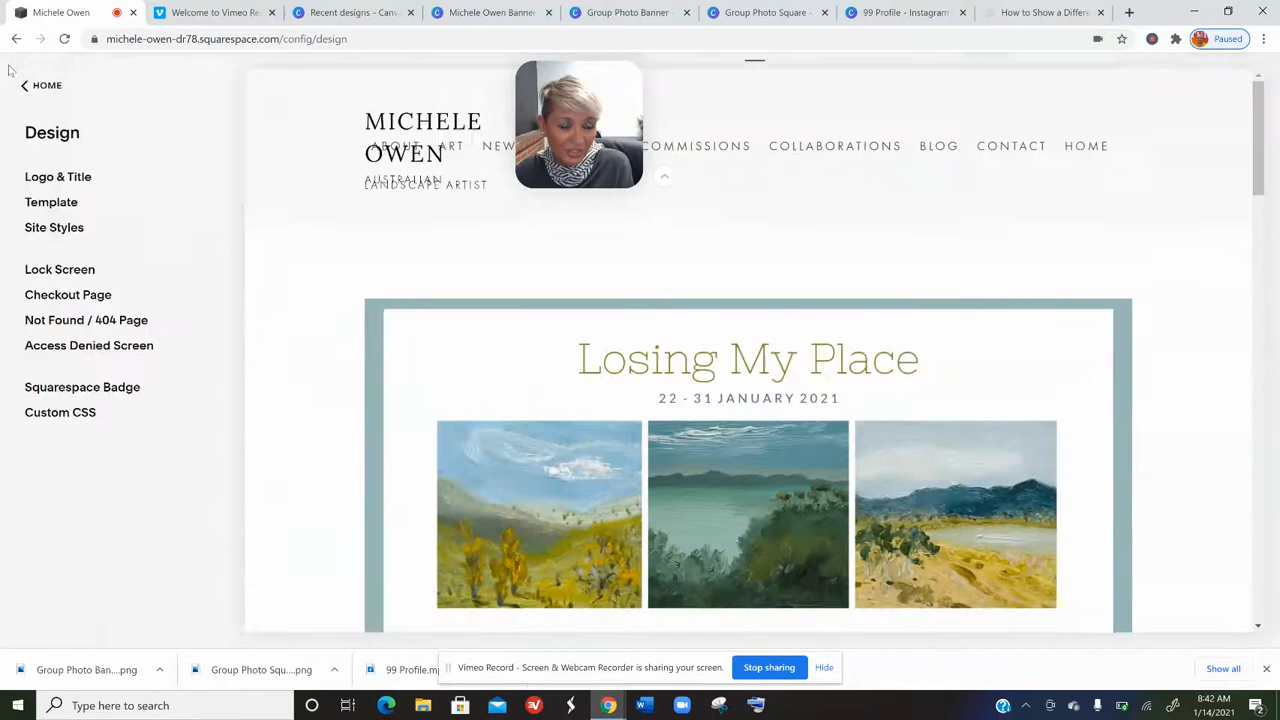 Michele Owen
Welcome to Vimeo Re
Recent designs - Canv
Michele Owen Banner
Group Photo Banner -
Group Photo Square -
99 Profile - Instagram
How to Show a Differe
michele-owen-dr78.squarespace.com/config/design
Paused
HOME
Design
Logo & Title
Template
Site Styles
Lock Screen
Checkout Page
Not Found / 404 Page
Access Denied Screen
Squarespace Badge
Custom CSS
MICHELE
OWEN
AUSTRALIAN
LANDSCAPE ARTIST
ABOUT ART NEW COMMISSIONS COLLABORATIONS BLOG CONTACT HOME
Losing My Place
22 - 31 JANUARY 2021
Group Photo Ban....png
Group Photo Squ....png
99 Profile.m
Vimeo Record - Screen & Webcam Recorder is sharing your screen.
Stop sharing
Hide
Show all
Type here to search
8:42 AM
1/14/2021
2